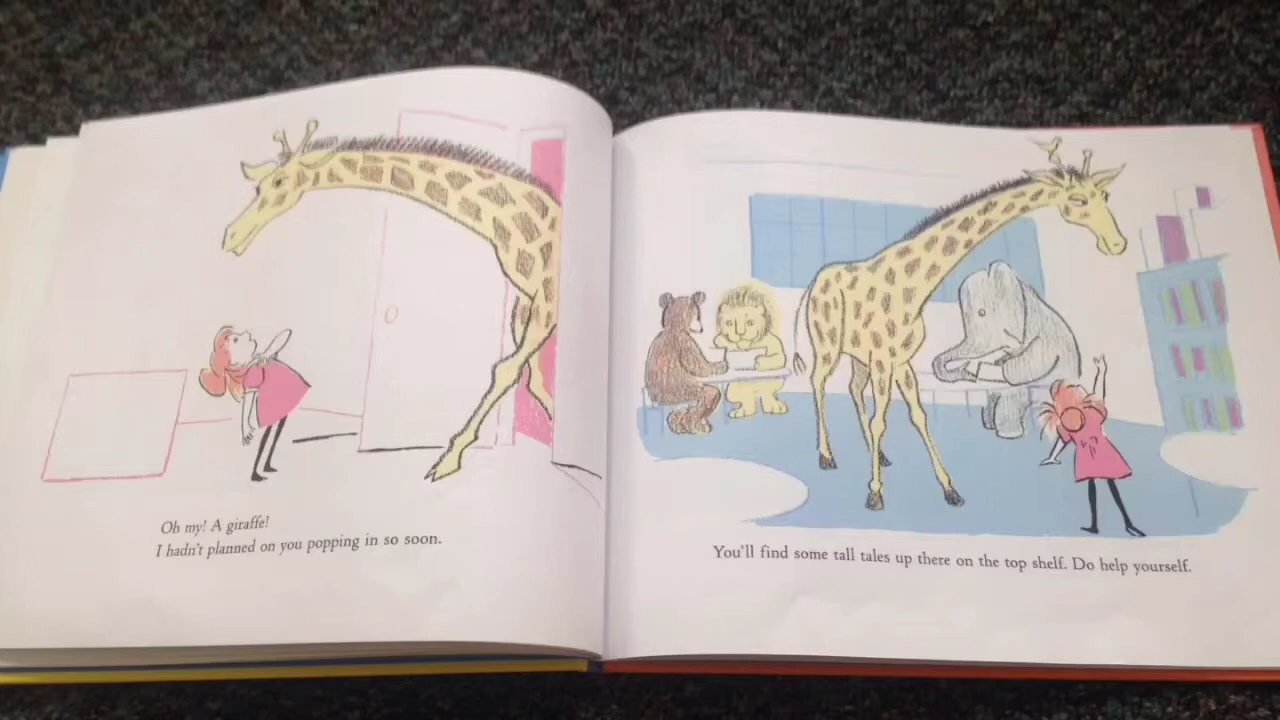 Oh my! A giraffe!
I hadn't planned on you popping in so soon.
You'll find some tall tales up there on the top shelf. Do help yourself.